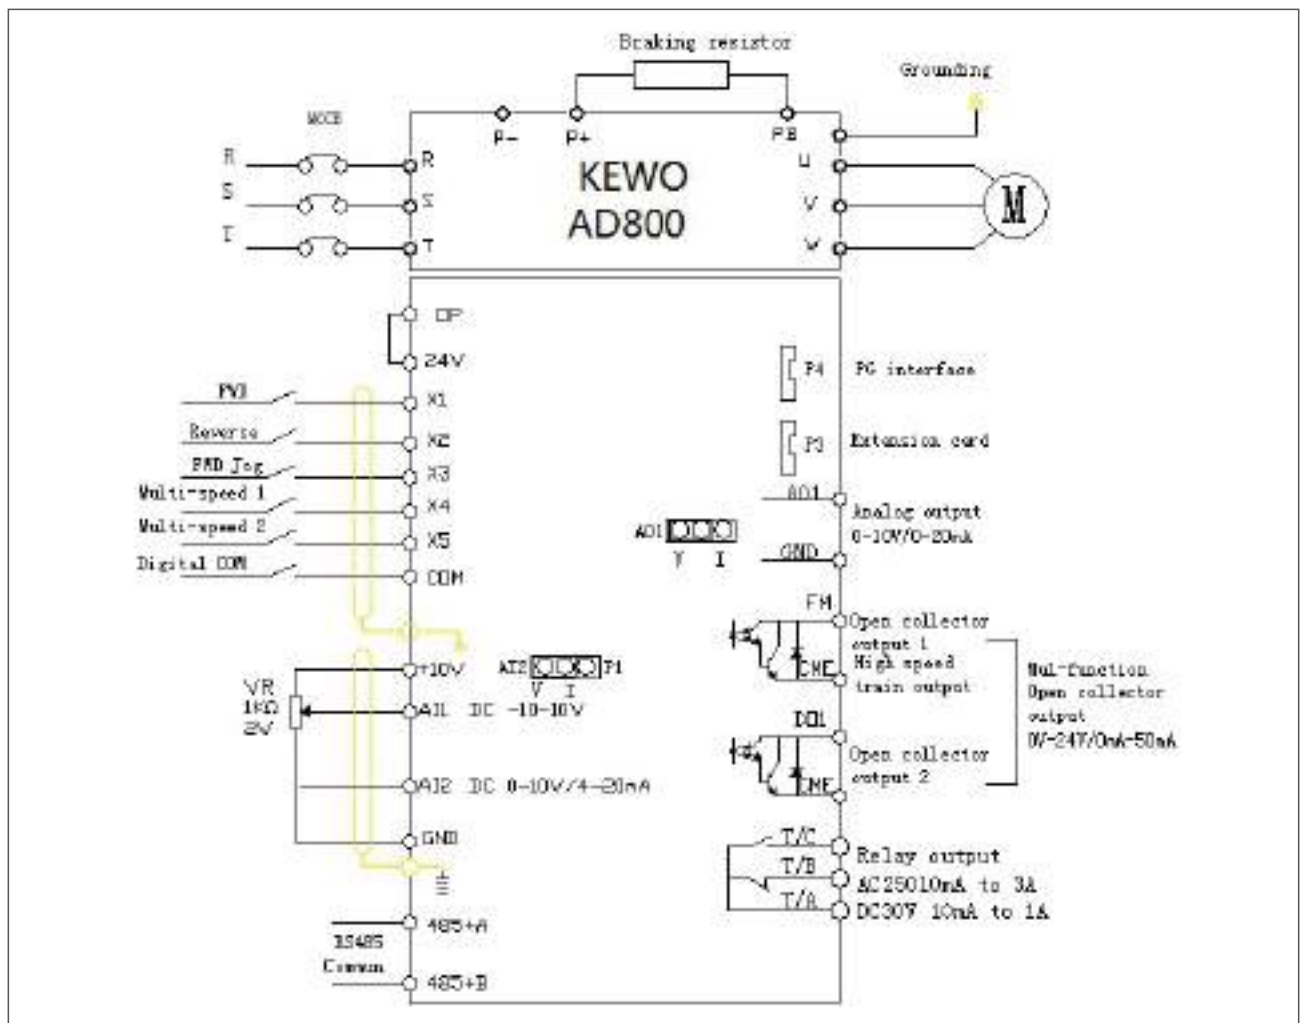 Braking resistor
Grounding
MCCB
P-
P+
PB
R
R
U
KEWO
S
S
V
M
AD800
T
T
W
OP
24V
P4
PG interface
FWD
X1
Reverse
X2
P3
Extension card
FWD Jog
X3
Multi-speed 1
X4
AO1
Analog output
0-10V/0-20mA
Multi-speed 2
X5
AO1
V
I
GND
Digital COM
COM
FM
Open collector
output 1
High speed
train output
CME
+10V
AI2
P1
V
I
VR
1KΩ
2W
AI1 DC -10-10V
Mul-function
Open collector
output
0V-24V/0mA-50mA
DO1
Open collector
output 2
CME
AI2 DC 0-10V/4-20mA
GND
T/C
Relay output
T/B
AC25010mA to 3A
T/A
DC30V 10mA to 1A
485+A
RS485
Commun
485+B